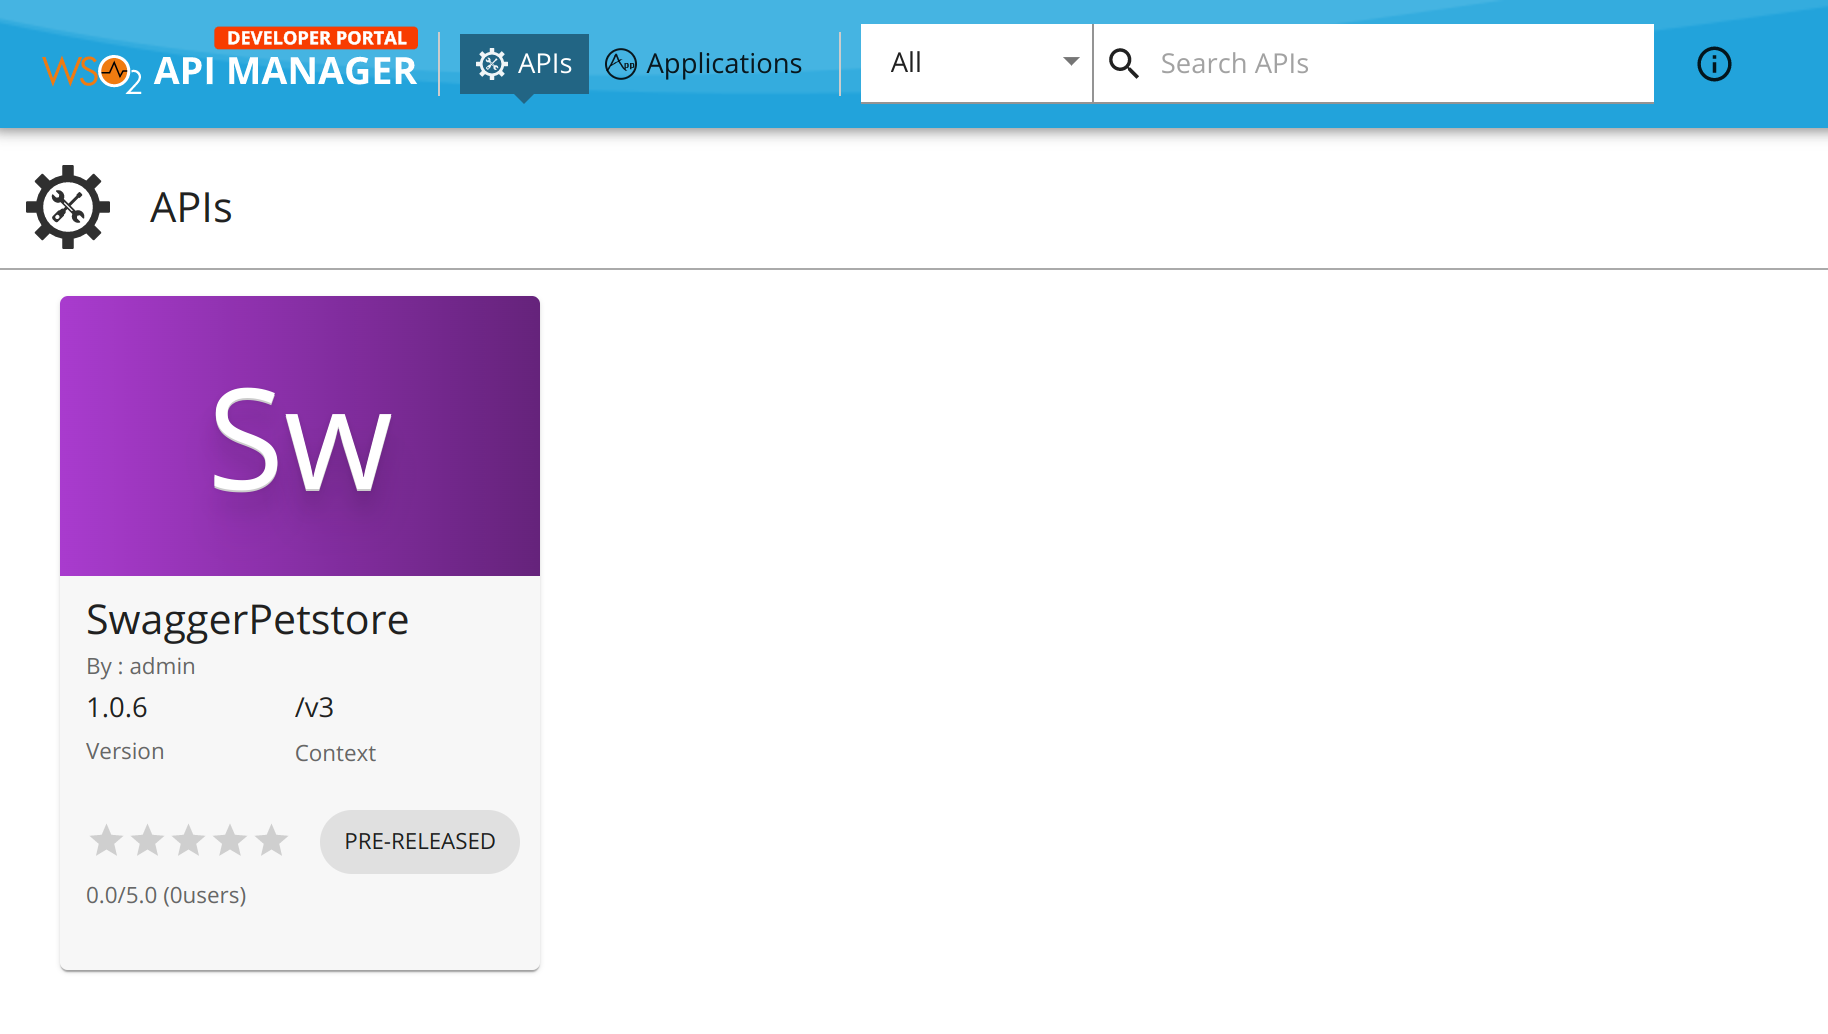 DEVELOPER PORTAL
WSO2 API MANAGER
APIs
App Applications
All
Search APIs
APIs
Sw
SwaggerPetstore
By : admin
1.0.6 /v3
Version Context
PRE-RELEASED
0.0/5.0 (0users)